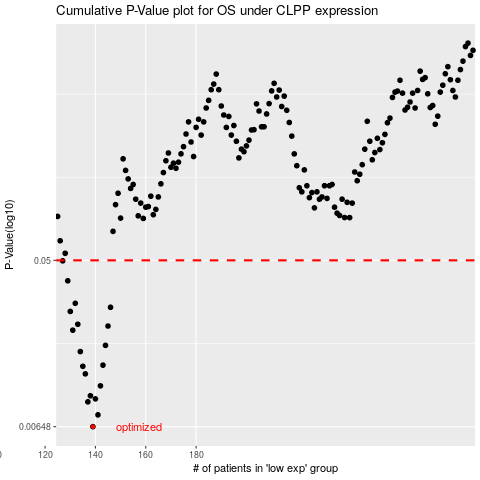 Cumulative P-Value plot for OS under CLPP expression
P-Value(log10)
0.05
0.00648
optimized
0 120 140 160 180
# of patients in 'low exp' group